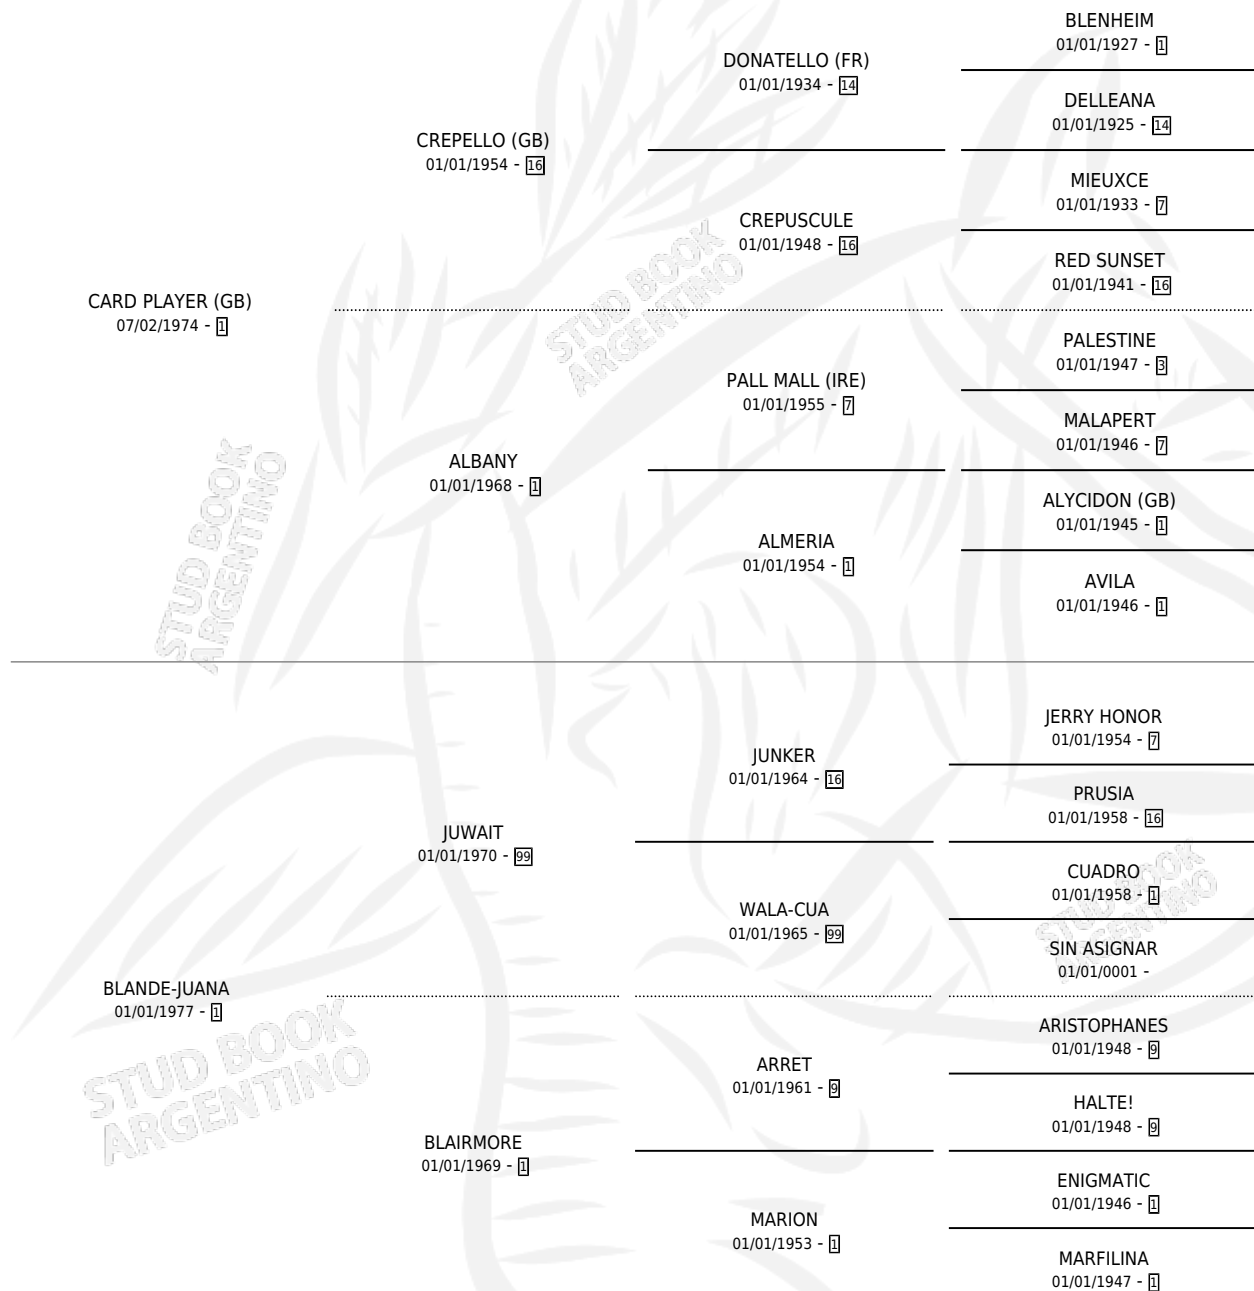 BLENHEIM
01/01/1927 - 1
DONATELLO (FR)
01/01/1934 - 14
DELLEANA
01/01/1925 - 14
CREPELLO (GB)
01/01/1954 - 16
MIEUXCE
01/01/1933 - 7
CREPUSCULE
01/01/1948 - 16
RED SUNSET
01/01/1941 - 16
CARD PLAYER (GB)
07/02/1974 - 1
STUD BOOK
ARGENTINO
PALESTINE
01/01/1947 - 3
PALL MALL (IRE)
01/01/1955 - 7
MALAPERT
01/01/1946 - 7
ALBANY
01/01/1968 - 1
ALYCIDON (GB)
01/01/1945 - 1
ALMERIA
01/01/1954 - 1
AVILA
01/01/1946 - 1
STUD BOOK
ARGENTINO
JERRY HONOR
01/01/1954 - 7
JUNKER
01/01/1964 - 16
PRUSIA
01/01/1958 - 16
JUWAIT
01/01/1970 - 99
CUADRO
01/01/1958 - 1
WALA-CUA
01/01/1965 - 99
SIN ASIGNAR
01/01/0001 -
STUD BOOK
ARGENTINO
BLANDE-JUANA
01/01/1977 - 1
STUD BOOK
ARGENTINO
ARISTOPHANES
01/01/1948 - 9
ARRET
01/01/1961 - 9
HALTE!
01/01/1948 - 9
BLAIRMORE
01/01/1969 - 1
ENIGMATIC
01/01/1946 - 1
MARION
01/01/1953 - 1
MARFILINA
01/01/1947 - 1